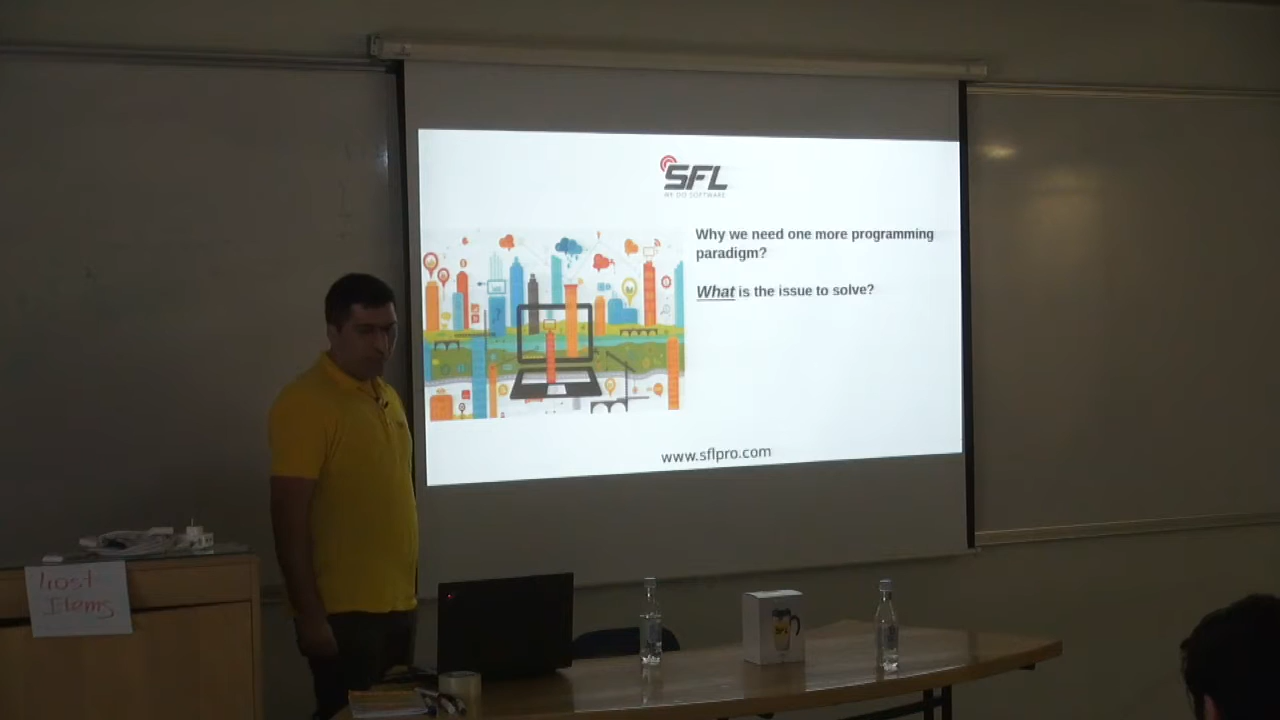 SFL
WE DO SOFTWARE
Why we need one more programming
paradigm?
What is the issue to solve?
www.sflpro.com
Lost
Items
SFL